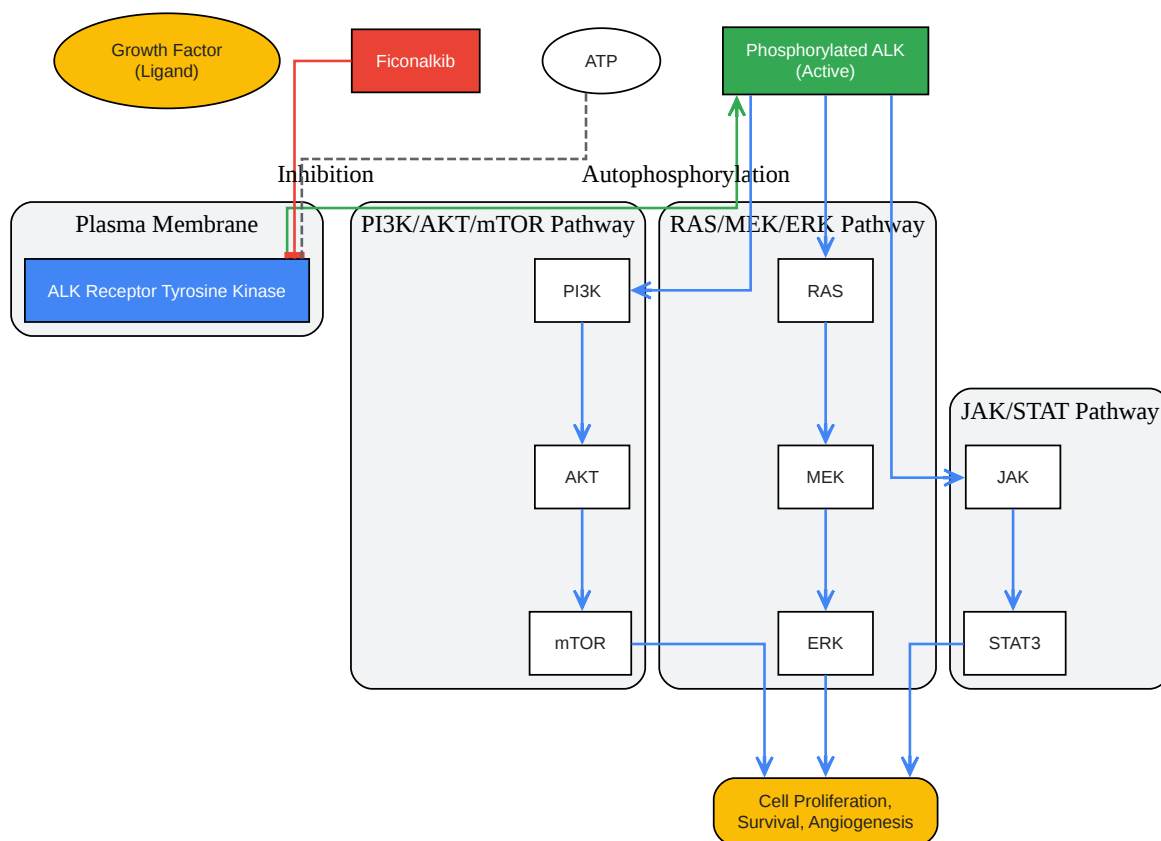 Growth Factor
(Ligand)
Ficonalkib
ATP
Phosphorylated ALK
(Active)
Inhibition
Autophosphorylation
Plasma Membrane
PI3K/AKT/mTOR Pathway
RAS/MEK/ERK Pathway
ALK Receptor Tyrosine Kinase
PI3K
RAS
JAK/STAT Pathway
AKT
MEK
JAK
mTOR
ERK
STAT3
Cell Proliferation,
Survival, Angiogenesis